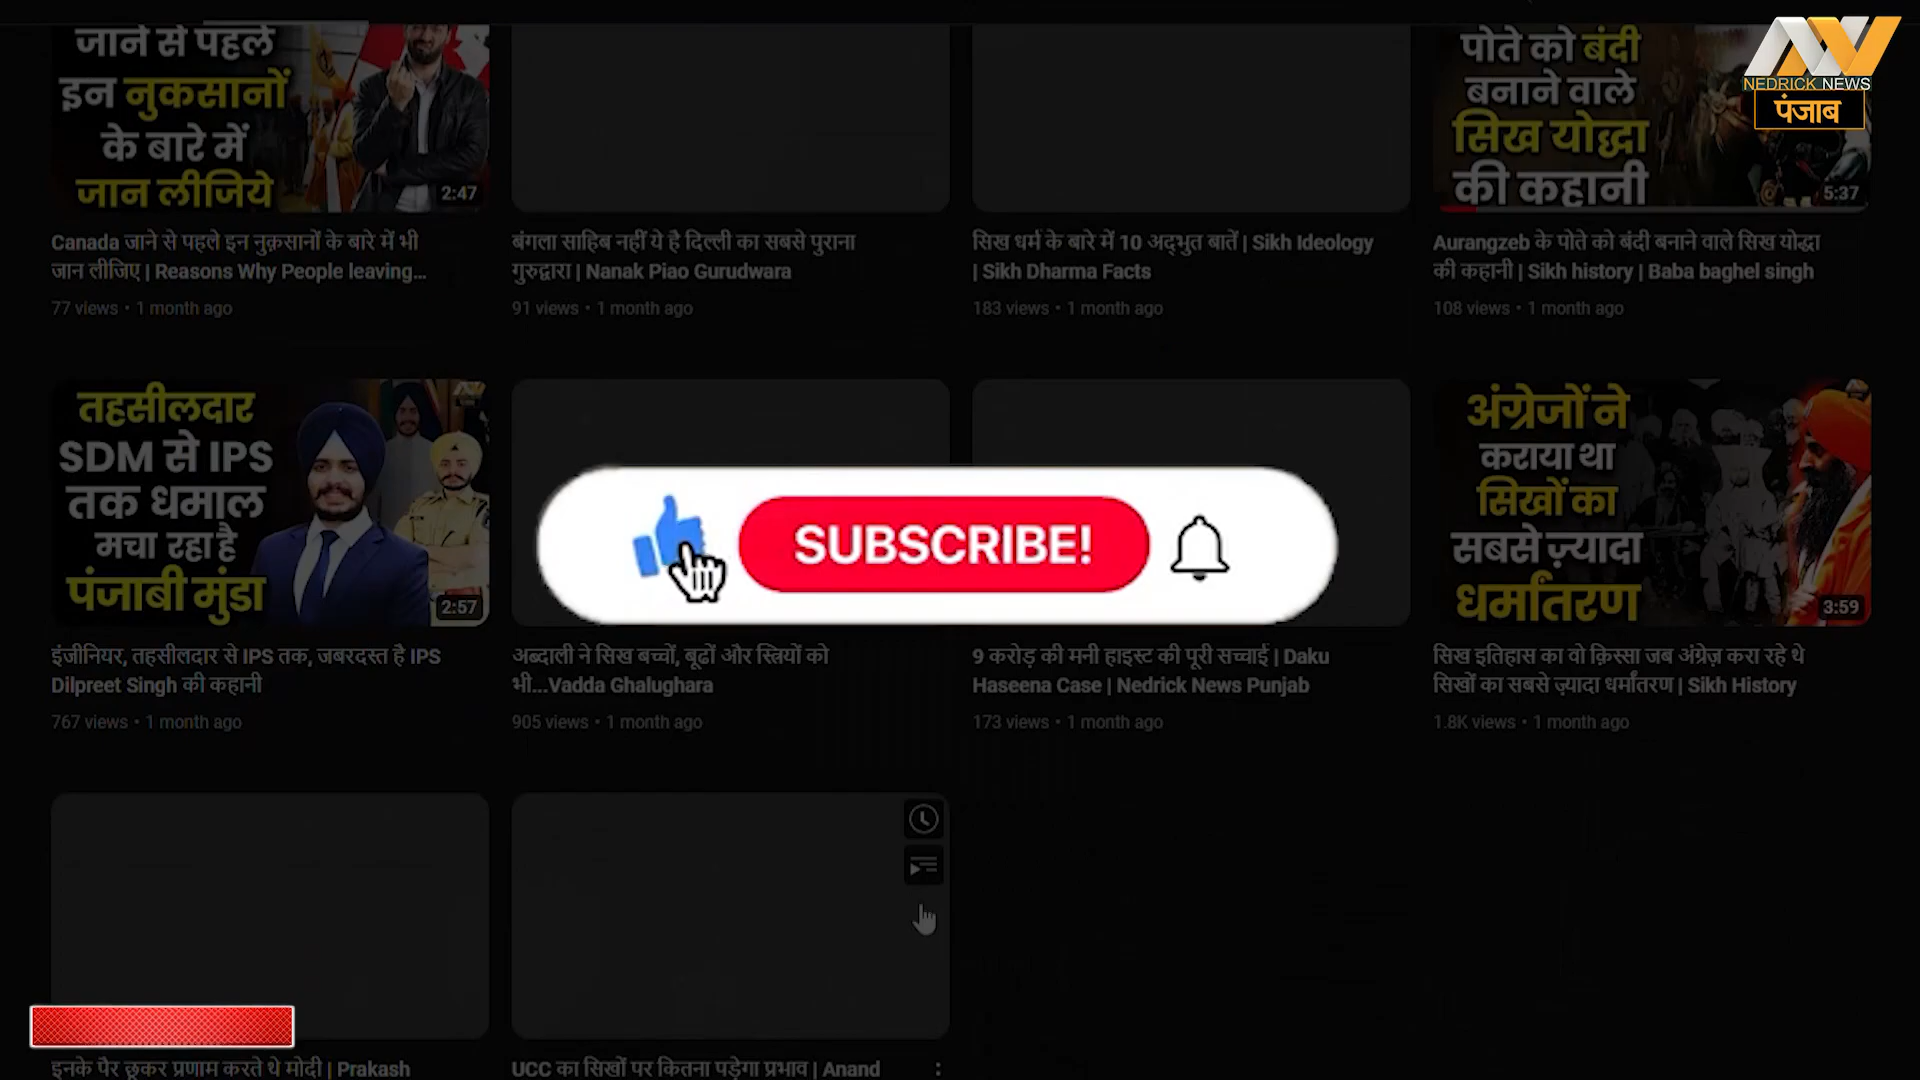 जाने से पहले
इन नुकसानों
के बारे में
जान लीजिये
2:47
पोते को बंदी
बनाने वाले
सिख योद्धा
की कहानी
5:37
NEDRICK NEWS
पंजाब
Canada जाने से पहले इन नुक़सानों के बारे में भी
जान लीजिए | Reasons Why People leaving...
77 views • 1 month ago
बंगला साहिब नहीं ये है दिल्ली का सबसे पुराना
गुरुद्वारा | Nanak Piao Gurudwara
91 views • 1 month ago
सिख धर्म के बारे में 10 अद्भुत बातें | Sikh Ideology
| Sikh Dharma Facts
183 views • 1 month ago
Aurangzeb के पोते को बंदी बनाने वाले सिख योद्धा
की कहानी | Sikh history | Baba baghel singh
108 views • 1 month ago
तहसीलदार
SDM से IPS
तक धमाल
मचा रहा है
पंजाबी मुंडा
2:57
SUBSCRIBE!
अंग्रेजों ने
कराया था
सिखों का
सबसे ज़्यादा
धर्मांतरण
3:59
इंजीनियर, तहसीलदार से IPS तक, जबरदस्त है IPS
Dilpreet Singh की कहानी
767 views • 1 month ago
अब्दाली ने सिख बच्चों, बूढों और स्त्रियों को
भी...Vadda Ghalughara
905 views • 1 month ago
9 करोड़ की मनी हाइस्ट की पूरी सच्चाई | Daku
Haseena Case | Nedrick News Punjab
173 views • 1 month ago
सिख इतिहास का वो क़िस्सा जब अंग्रेज़ करा रहे थे
सिखों का सबसे ज़्यादा धर्मांतरण | Sikh History
1.8K views • 1 month ago
इनके पैर छूकर प्रणाम करते थे मोदी | Prakash
UCC का सिखों पर कितना पड़ेगा प्रभाव | Anand